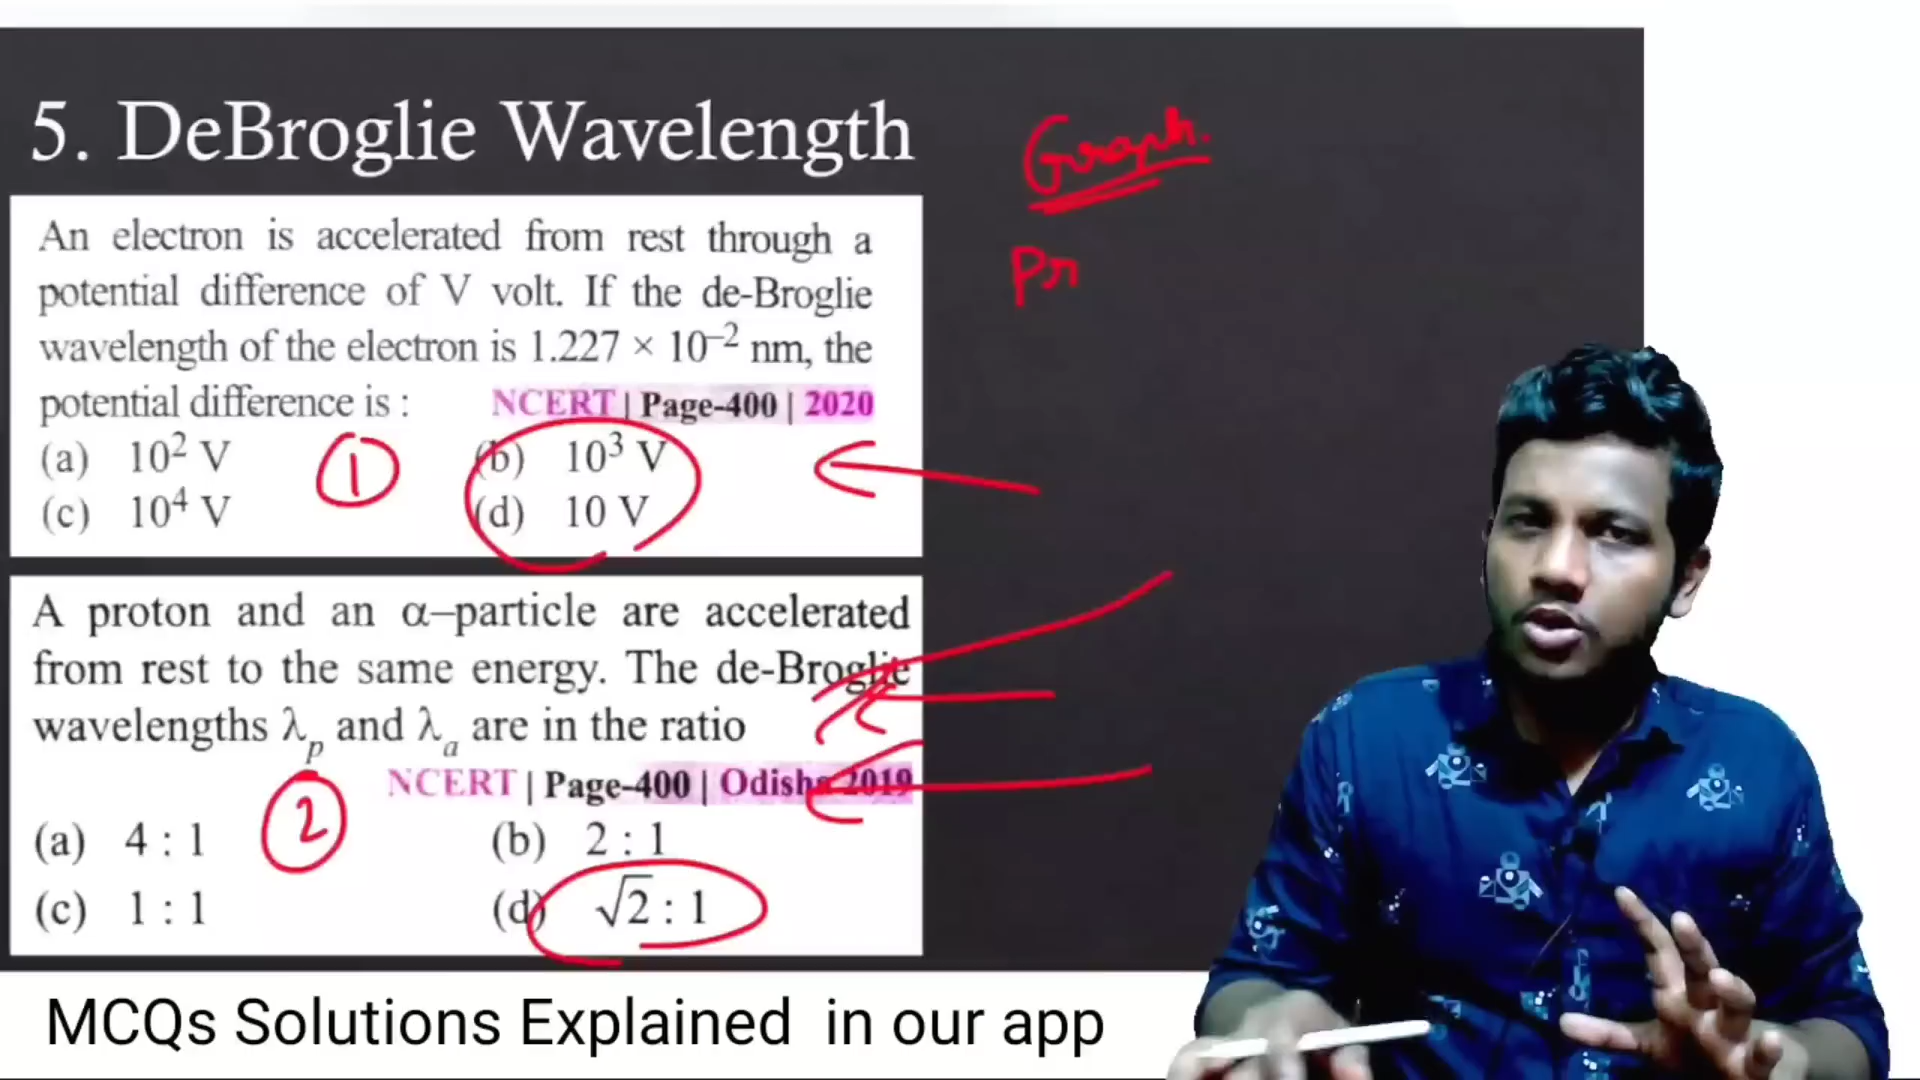 5. DeBroglie Wavelength
An electron is accelerated from rest through a
potential difference of V volt. If the de-Broglie
wavelength of the electron is 1.227 × 10⁻² nm, the
potential difference is :
NCERT | Page-400 | 2020
(a) 10² V
(b) 10³ V
(c) 10⁴ V
(d) 10 V
1
A proton and an α–particle are accelerated
from rest to the same energy. The de-Broglie
wavelengths λp and λa are in the ratio
NCERT | Page-400 | Odisha 2019
(a) 4 : 1
(b) 2 : 1
(c) 1 : 1
(d) √2 : 1
2
Graph.
Pr
MCQs Solutions Explained in our app